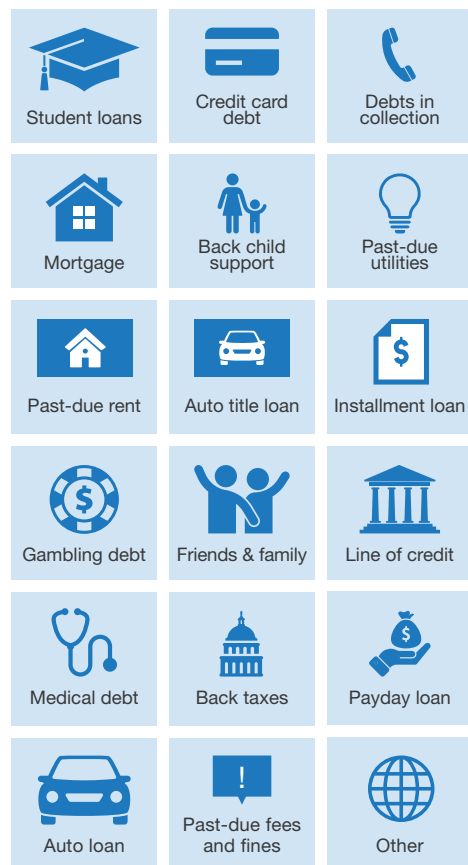 Student loans
Credit card
debt
Debts in
collection
Mortgage
Back child
support
Past-due
utilities
Past-due rent
Auto title loan
$
Installment loan
$
Gambling debt
Friends & family
Line of credit
Medical debt
Back taxes
$
Payday loan
Auto loan
!
Past-due fees
and fines
Other